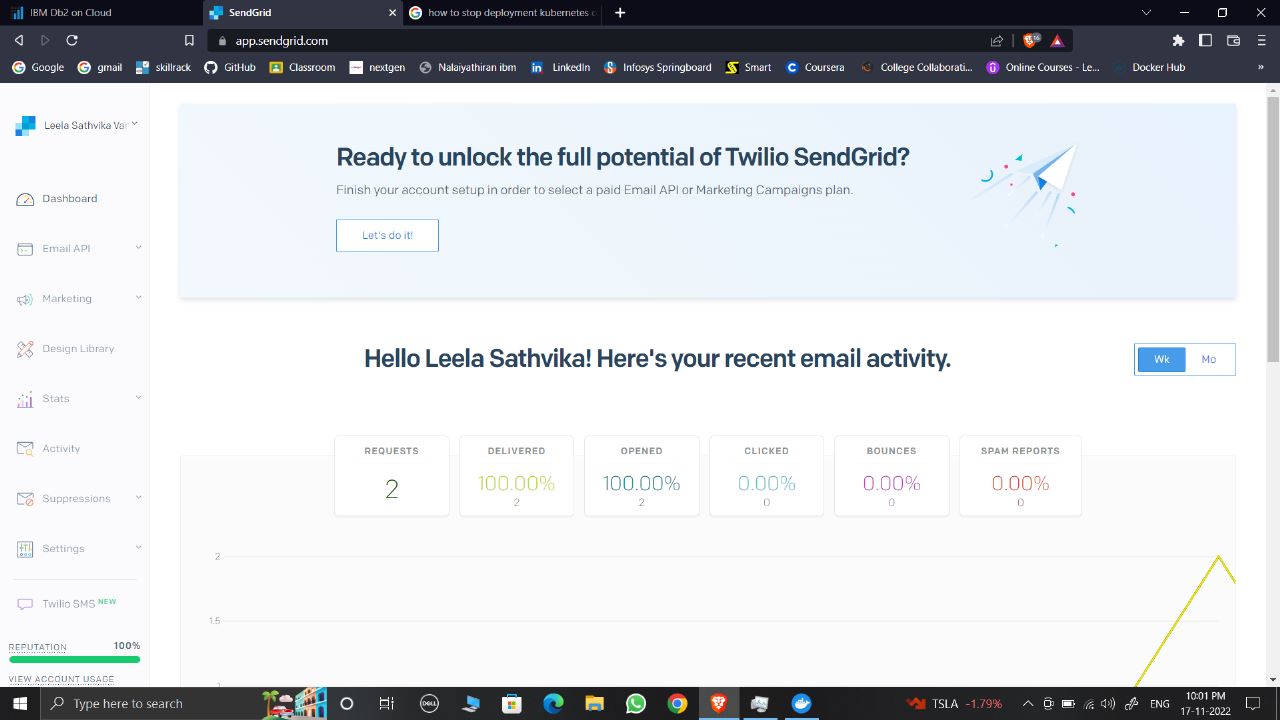 IBM Db2 on Cloud
SendGrid
how to stop deployment kubernetes
app.sendgrid.com
16
Google
gmail
skillrack
GitHub
Classroom
nextgen
Nalaiyathiran ibm
LinkedIn
Infosys Springboard
Smart
Coursera
College Collaborati...
Online Courses - Le...
Docker Hub
»
Leela Sathvika Var
Ready to unlock the full potential of Twilio SendGrid?
Finish your account setup in order to select a paid Email API or Marketing Campaigns plan.
Let's do it!
Dashboard
Email API
Marketing
Design Library
Stats
Activity
Suppressions
Settings
Twilio SMS NEW
REPUTATION 100%
VIEW ACCOUNT USAGE
Hello Leela Sathvika! Here's your recent email activity.
Wk Mo
REQUESTS
2
DELIVERED
100.00%
2
OPENED
100.00%
2
CLICKED
0.00%
0
BOUNCES
0.00%
0
SPAM REPORTS
0.00%
0
2
1.5
1
Type here to search
DELL
TSLA -1.79%
ENG
10:01 PM
17-11-2022